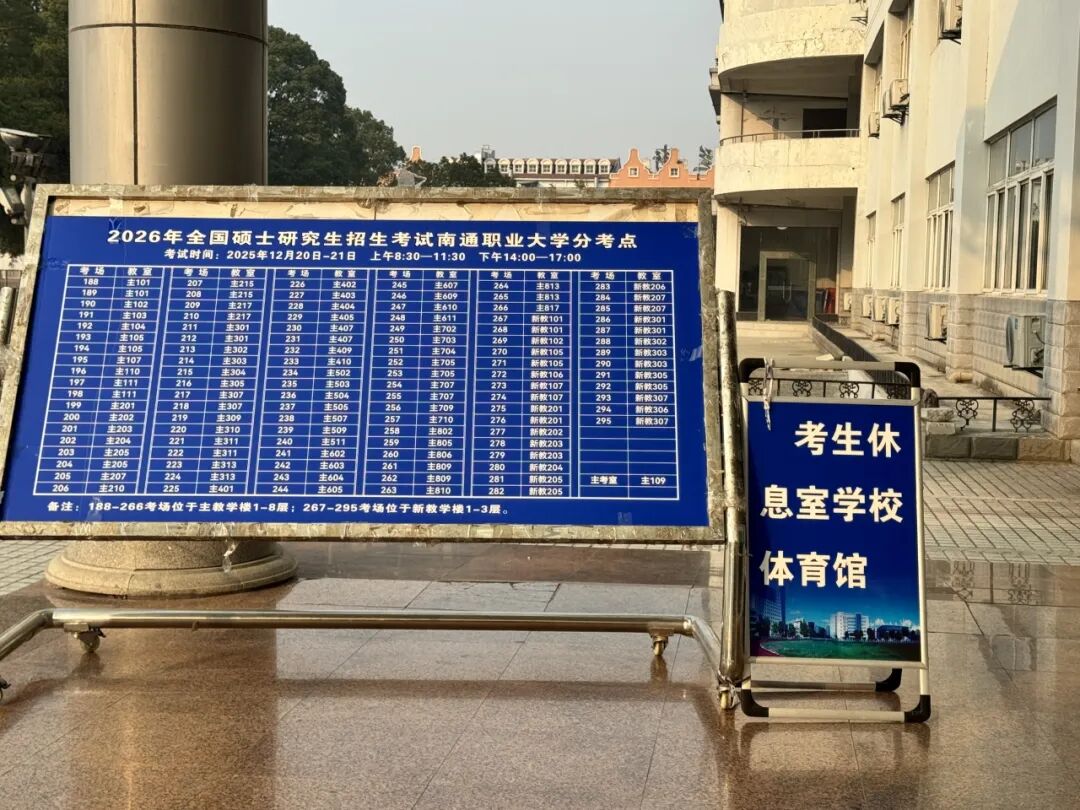 2026年全国硕士研究生招生考试南通职业大学分考点
考试时间：2025年12月20日-21日 上午8:30—11:30 下午14:00—17:00
考场 教室 考场 教室 考场 教室 考场 教室 考场 教室 考场 教室
188 主101 207 主215 226 主402 245 主607 264 主813 283 新教206
189 主101 208 主215 227 主403 246 主609 265 主813 284 新教207
190 主102 209 主217 228 主404 247 主610 266 主817 285 新教207
191 主103 210 主217 229 主405 248 主611 267 新教101 286 新教301
192 主104 211 主301 230 主407 249 主702 268 新教101 287 新教301
193 主105 212 主301 231 主407 250 主703 269 新教102 288 新教302
194 主105 213 主302 232 主409 251 主704 270 新教105 289 新教303
195 主107 214 主303 233 主410 252 主705 271 新教105 290 新教303
196 主110 215 主304 234 主502 253 主705 272 新教106 291 新教305
197 主111 216 主305 235 主503 254 主707 273 新教107 292 新教305
198 主111 217 主307 236 主504 255 主707 274 新教107 293 新教307
199 主201 218 主307 237 主505 256 主709 275 新教201 294 新教306
200 主202 219 主309 238 主507 257 主710 276 新教201 295 新教307
201 主203 220 主310 239 主509 258 主802 277 新教202
202 主204 221 主311 240 主511 259 主805 278 新教203
203 主205 222 主311 241 主602 260 主806 279 新教203
204 主205 223 主313 242 主603 261 主809 280 新教204
205 主207 224 主313 243 主604 262 主809 281 新教205 主考室 主109
206 主210 225 主401 244 主605 263 主810 282 新教205
备注：188-266考场位于主教学楼1-8层；267-295考场位于新教学楼1-3层。
考生休
息室学校
体育馆